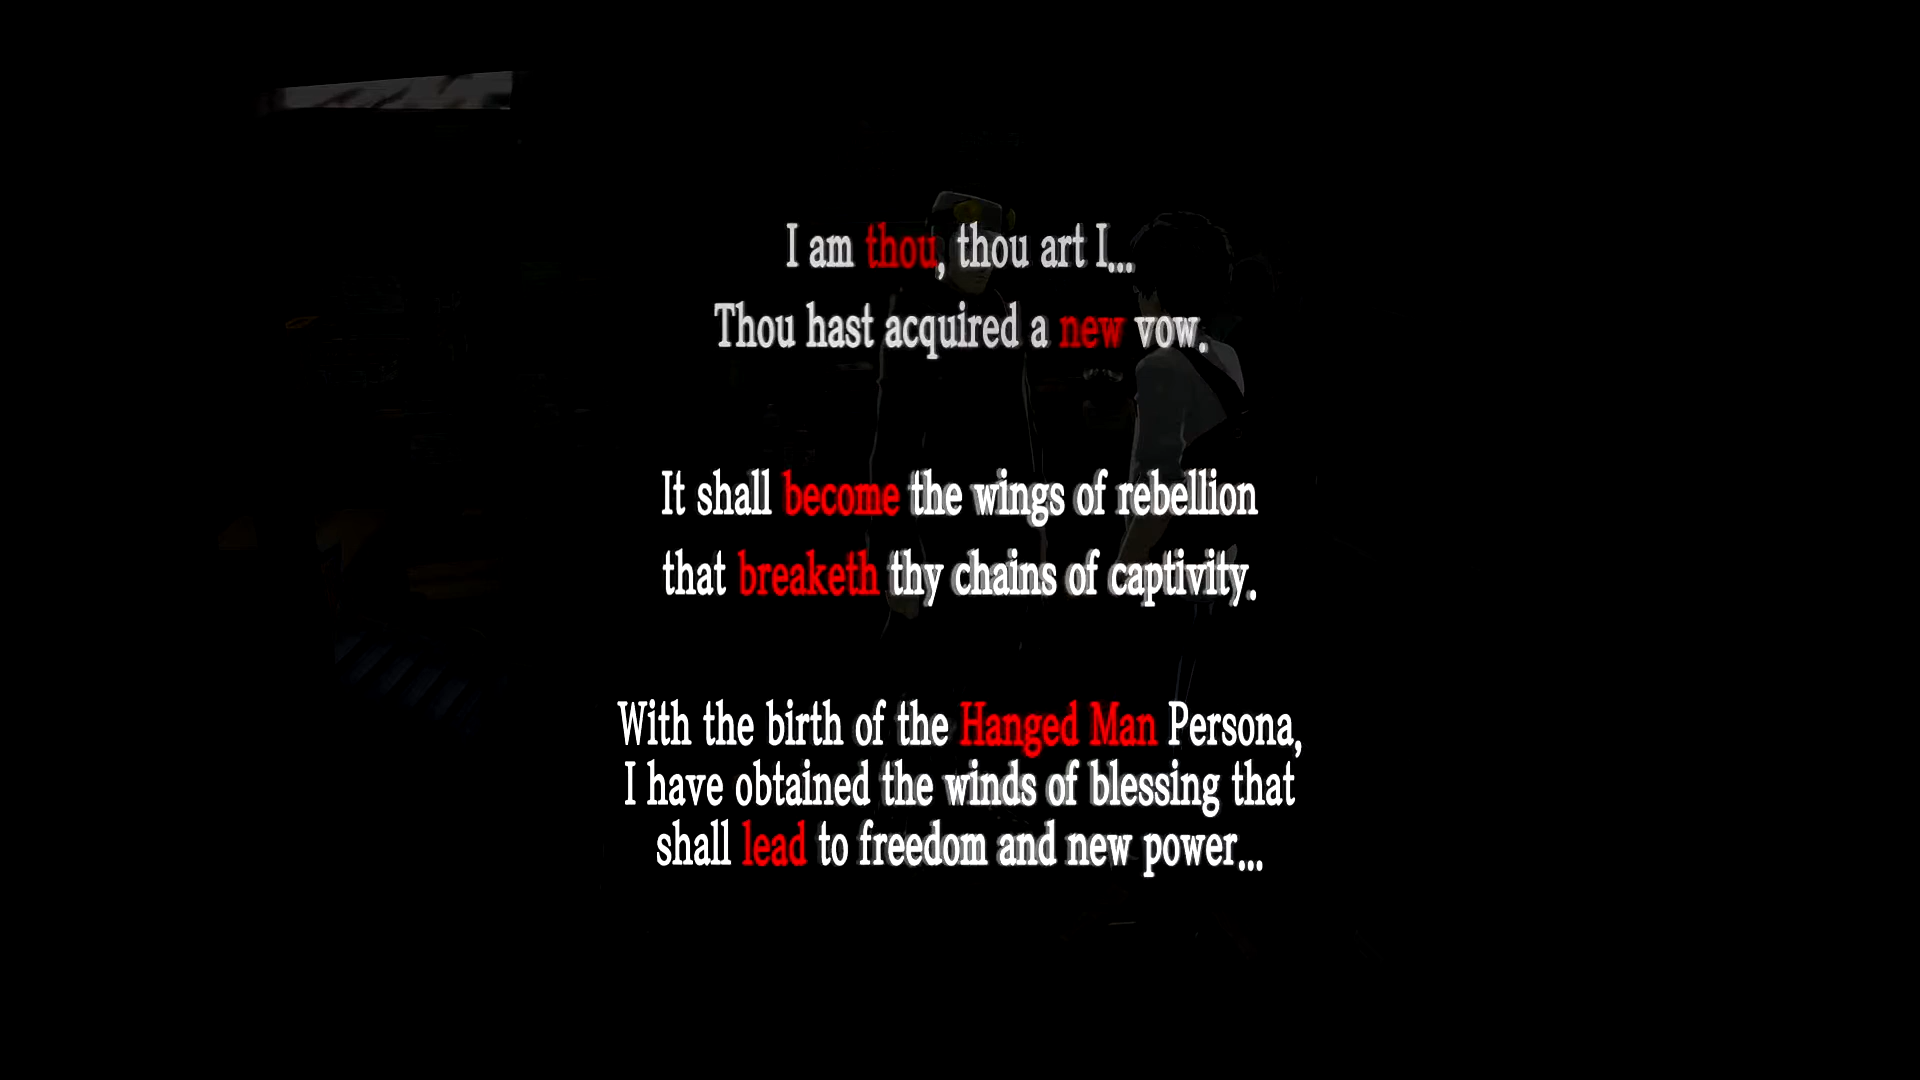 I am thou, thou art I...
Thou hast acquired a new vow.
It shall become the wings of rebellion
that breaketh thy chains of captivity.
With the birth of the Hanged Man Persona,
I have obtained the winds of blessing that
shall lead to freedom and new power...